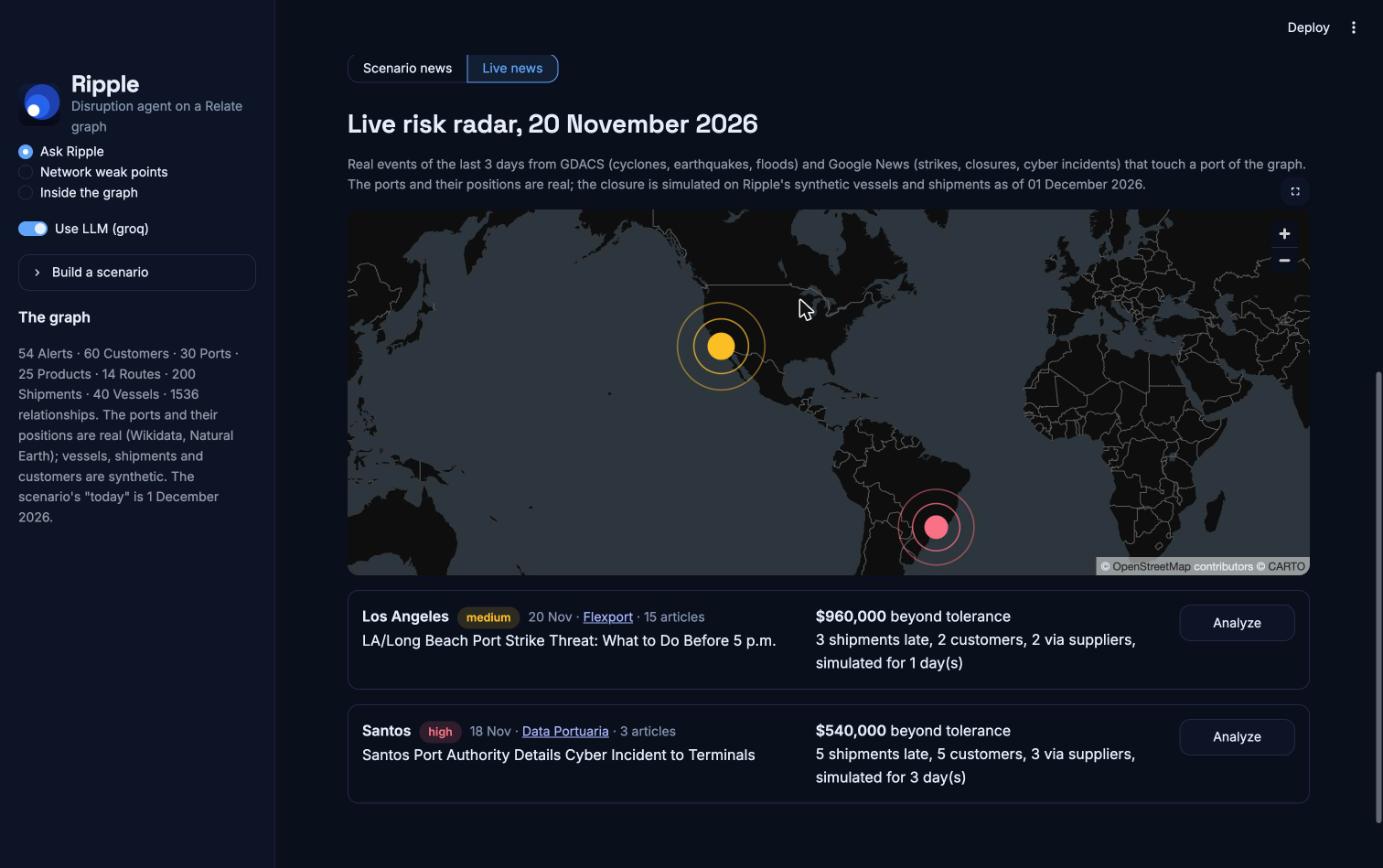 Deploy
Ripple
Disruption agent on a Relate
graph
Ask Ripple
Network weak points
Inside the graph
Use LLM (groq)
Build a scenario
The graph
54 Alerts · 60 Customers · 30 Ports ·
25 Products · 14 Routes · 200
Shipments · 40 Vessels · 1536
relationships. The ports and their
positions are real (Wikidata, Natural
Earth); vessels, shipments and
customers are synthetic. The
scenario's "today" is 1 December
2026.
Scenario news
Live news
Live risk radar, 20 November 2026
Real events of the last 3 days from GDACS (cyclones, earthquakes, floods) and Google News (strikes, closures, cyber incidents) that touch a port of the graph.
The ports and their positions are real; the closure is simulated on Ripple's synthetic vessels and shipments as of 01 December 2026.
+
−
© OpenStreetMap contributors © CARTO
Los Angeles medium 20 Nov · Flexport · 15 articles
LA/Long Beach Port Strike Threat: What to Do Before 5 p.m.
$960,000 beyond tolerance
3 shipments late, 2 customers, 2 via suppliers,
simulated for 1 day(s)
Analyze
Santos high 18 Nov · Data Portuaria · 3 articles
Santos Port Authority Details Cyber Incident to Terminals
$540,000 beyond tolerance
5 shipments late, 5 customers, 3 via suppliers,
simulated for 3 day(s)
Analyze